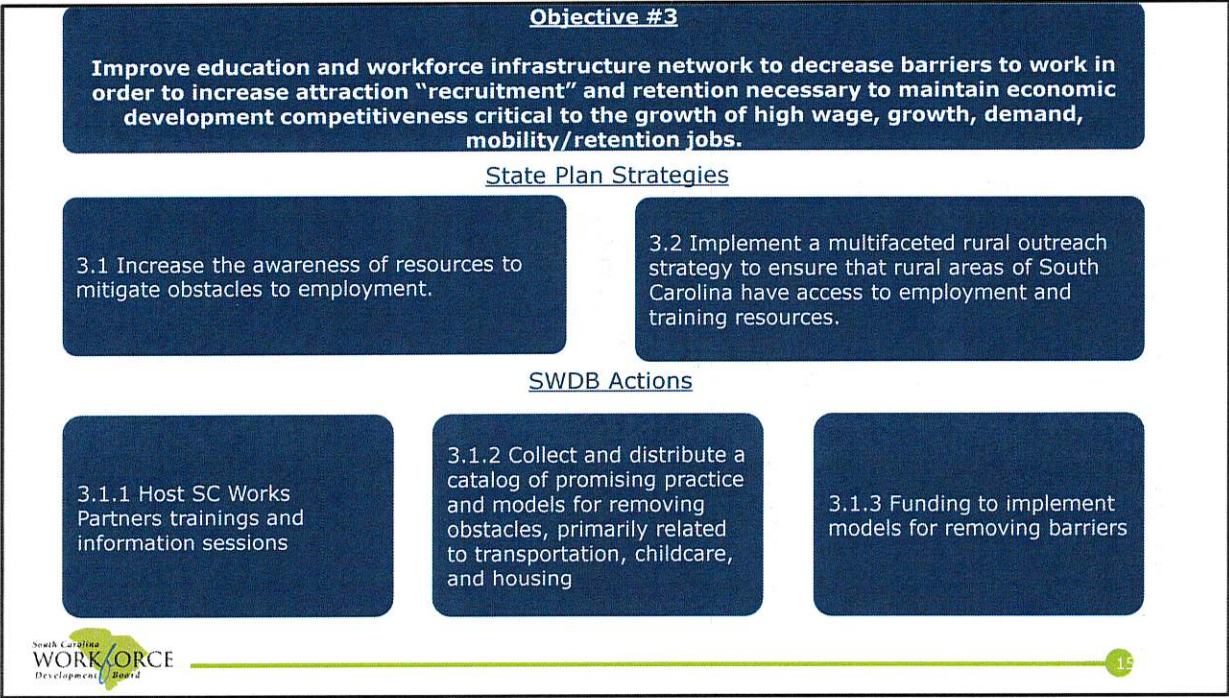 Objective #3
Improve education and workforce infrastructure network to decrease barriers to work in
order to increase attraction “recruitment” and retention necessary to maintain economic
development competitiveness critical to the growth of high wage, growth, demand,
mobility/retention jobs.
State Plan Strategies
3.1 Increase the awareness of resources to
mitigate obstacles to employment.
3.2 Implement a multifaceted rural outreach
strategy to ensure that rural areas of South
Carolina have access to employment and
training resources.
SWDB Actions
3.1.1 Host SC Works
Partners trainings and
information sessions
3.1.2 Collect and distribute a
catalog of promising practice
and models for removing
obstacles, primarily related
to transportation, childcare,
and housing
3.1.3 Funding to implement
models for removing barriers
South Carolina
WORKFORCE
Development Board
15